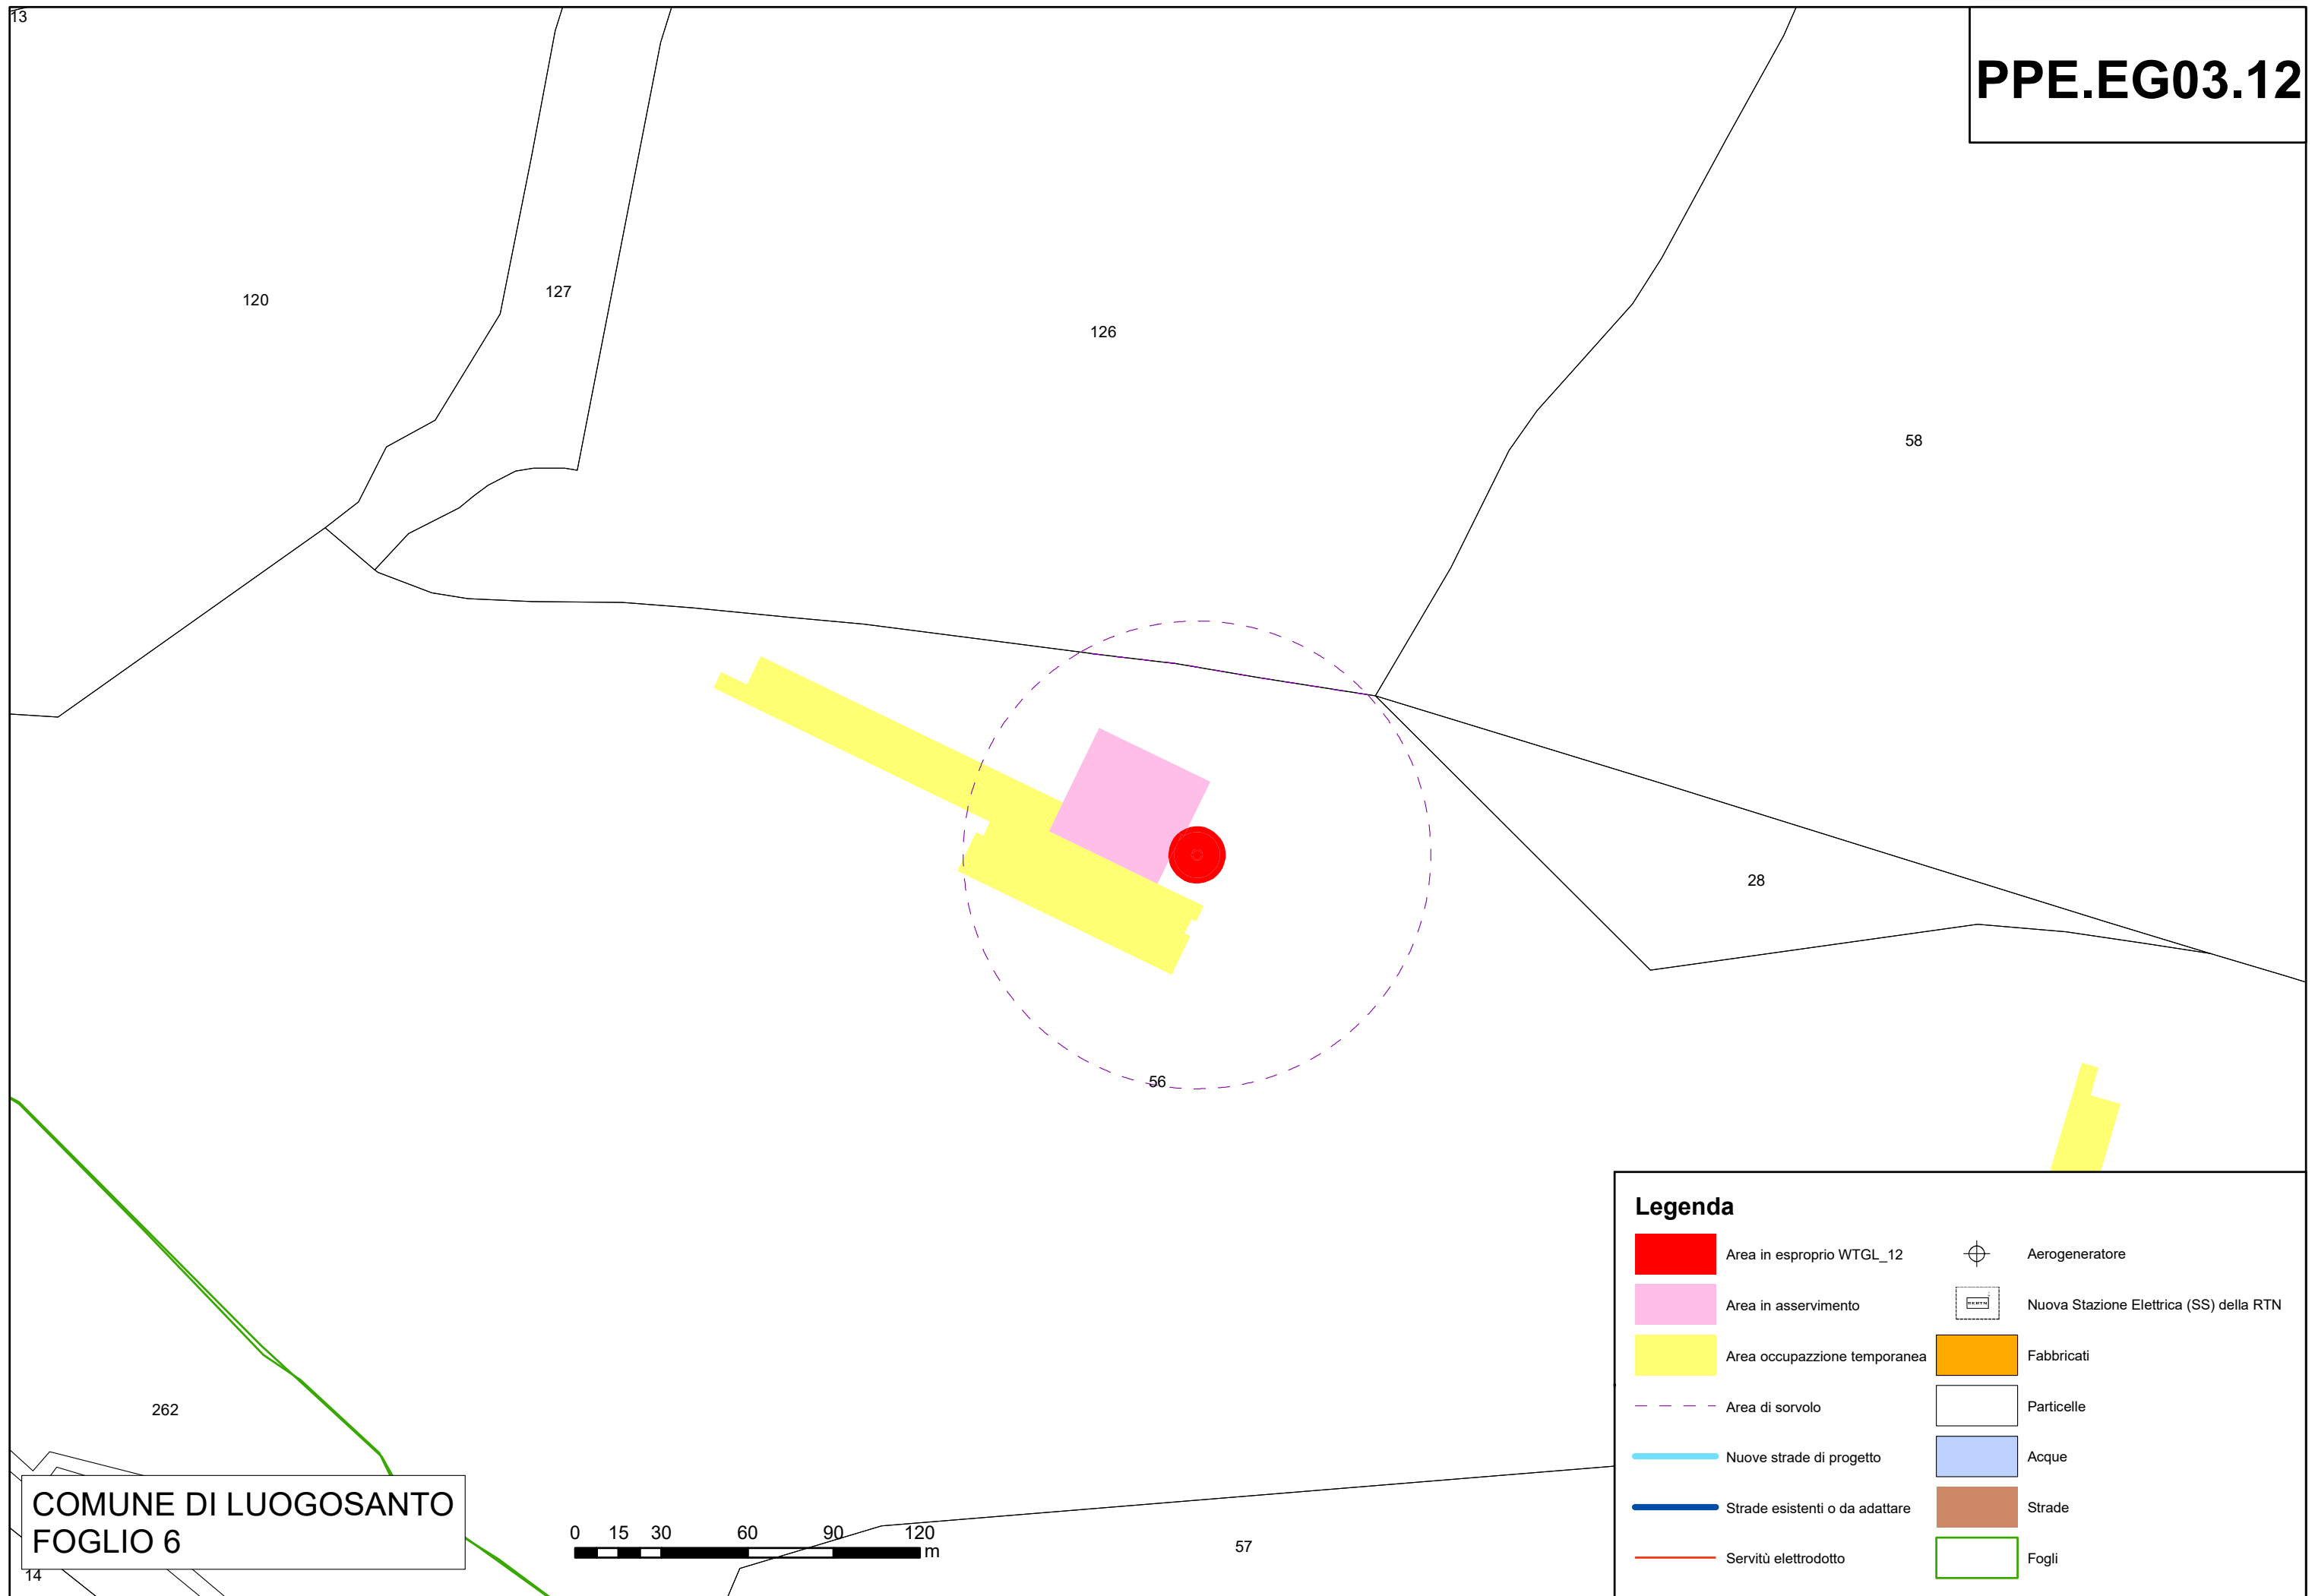 13
PPE.EG03.12
120
127
126
58
28
56
262
57
14
COMUNE DI LUOGOSANTO
FOGLIO 6
0 15 30 60 90 120
m
Legenda
Area in esproprio WTGL_12
Area in asservimento
Area occupazzione temporanea
Area di sorvolo
Nuove strade di progetto
Strade esistenti o da adattare
Servitù elettrodotto
Aerogeneratore
Nuova Stazione Elettrica (SS) della RTN
Fabbricati
Particelle
Acque
Strade
Fogli